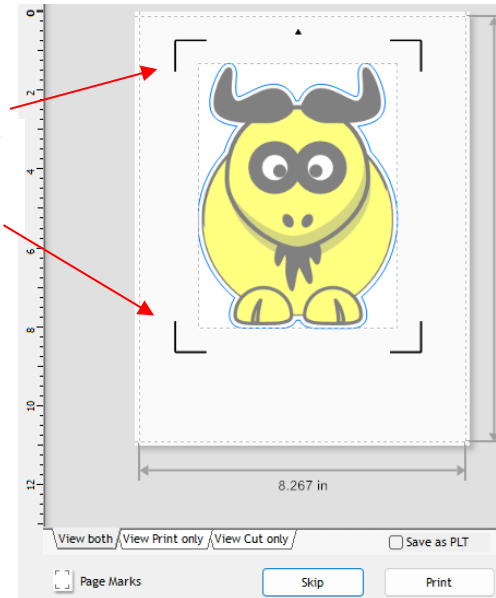 0
2
4
6
8
10
12
8.267 in
View both
View Print only
View Cut only
Save as PLT
Page Marks
Skip
Print